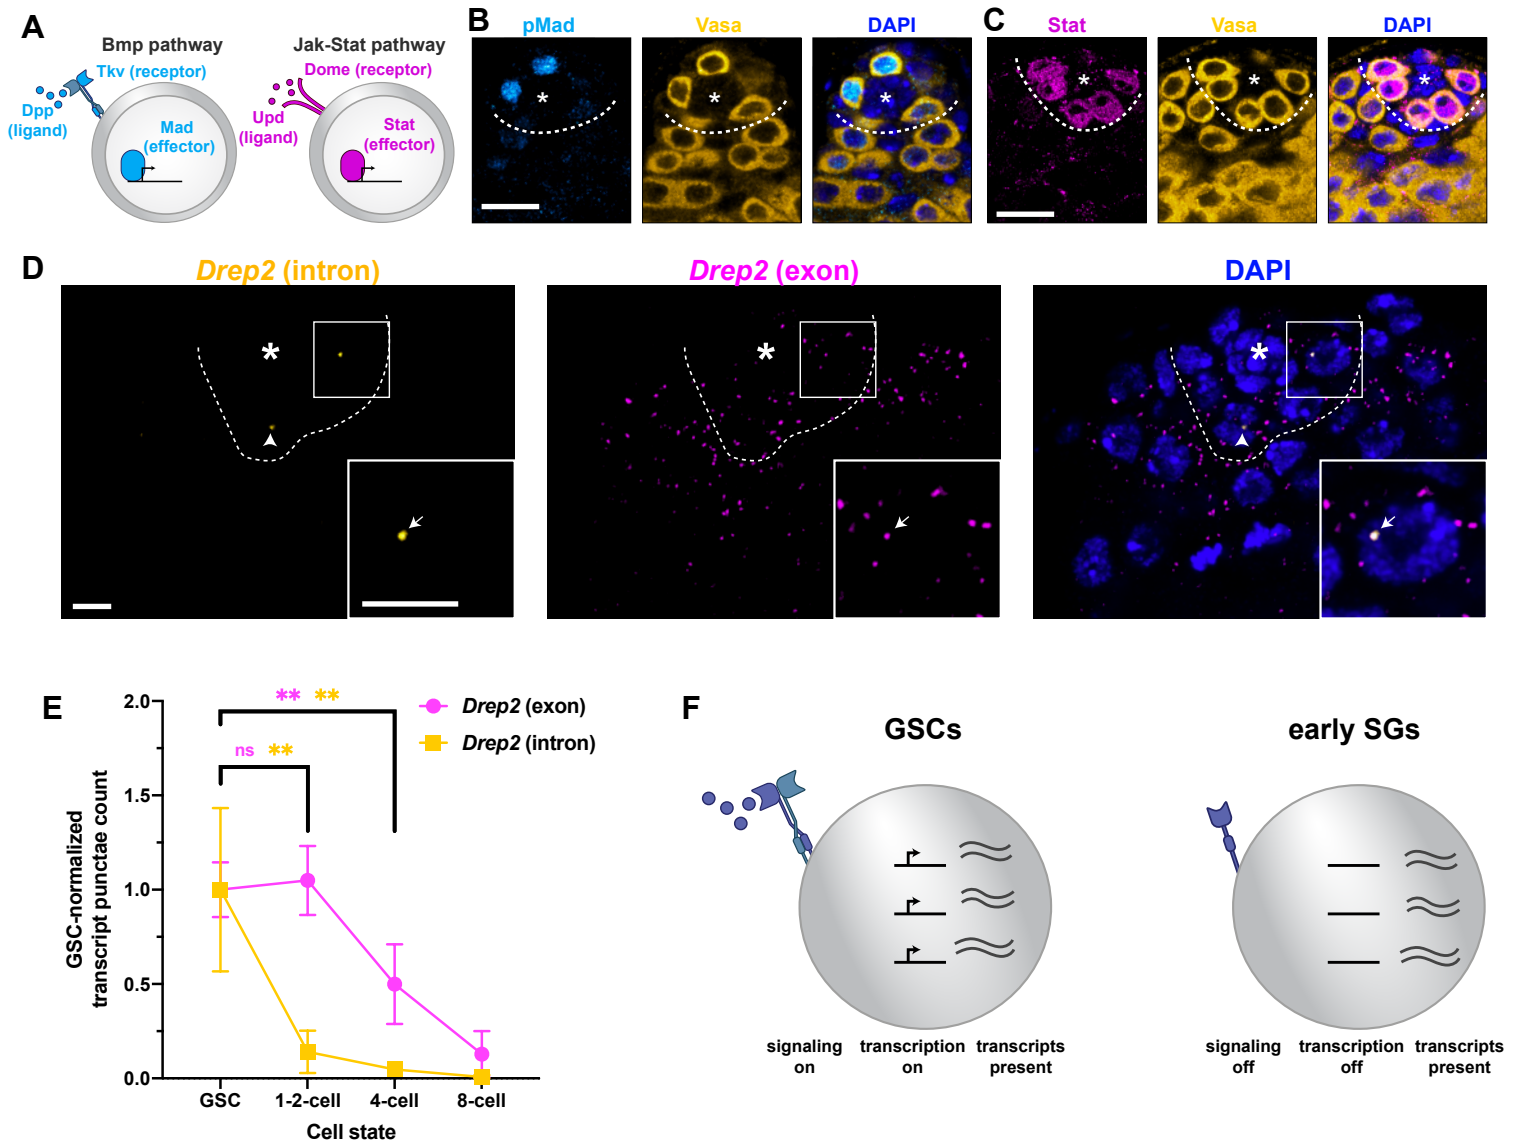 A
Bmp pathway
Tkv (receptor)
Dpp
(ligand)
Mad
(effector)
Jak-Stat pathway
Dome (receptor)
Upd
(ligand)
Stat
(effector)
B
pMad
Vasa
DAPI
*
*
*
C
Stat
Vasa
DAPI
*
*
*
D
Drep2 (intron)
Drep2 (exon)
DAPI
*
*
*
E
2.0
1.5
1.0
0.5
0.0
GSC-normalized
transcript punctae count
** **
ns **
Drep2 (exon)
Drep2 (intron)
GSC
1-2-cell
4-cell
8-cell
Cell state
F
GSCs
early SGs
signaling
on
transcription
on
transcripts
present
signaling
off
transcription
off
transcripts
present